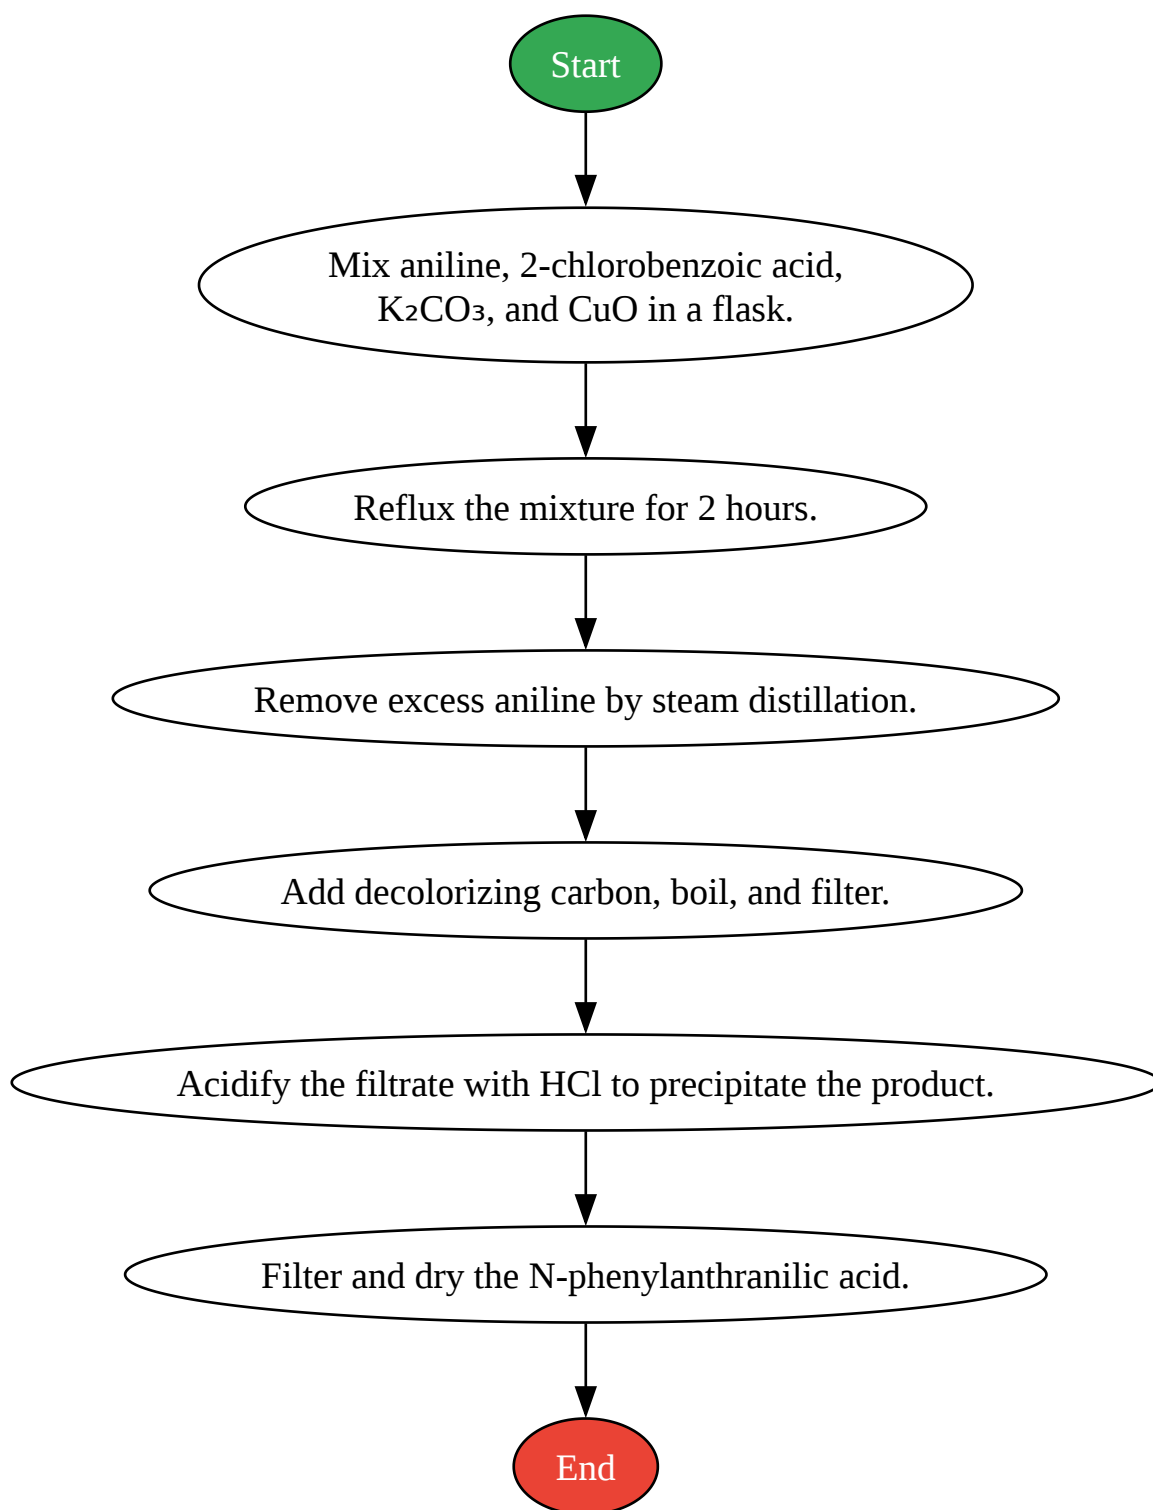 Start
Mix aniline, 2-chlorobenzoic acid,
K₂CO₃, and CuO in a flask.
Reflux the mixture for 2 hours.
Remove excess aniline by steam distillation.
Add decolorizing carbon, boil, and filter.
Acidify the filtrate with HCl to precipitate the product.
Filter and dry the N-phenylanthranilic acid.
End